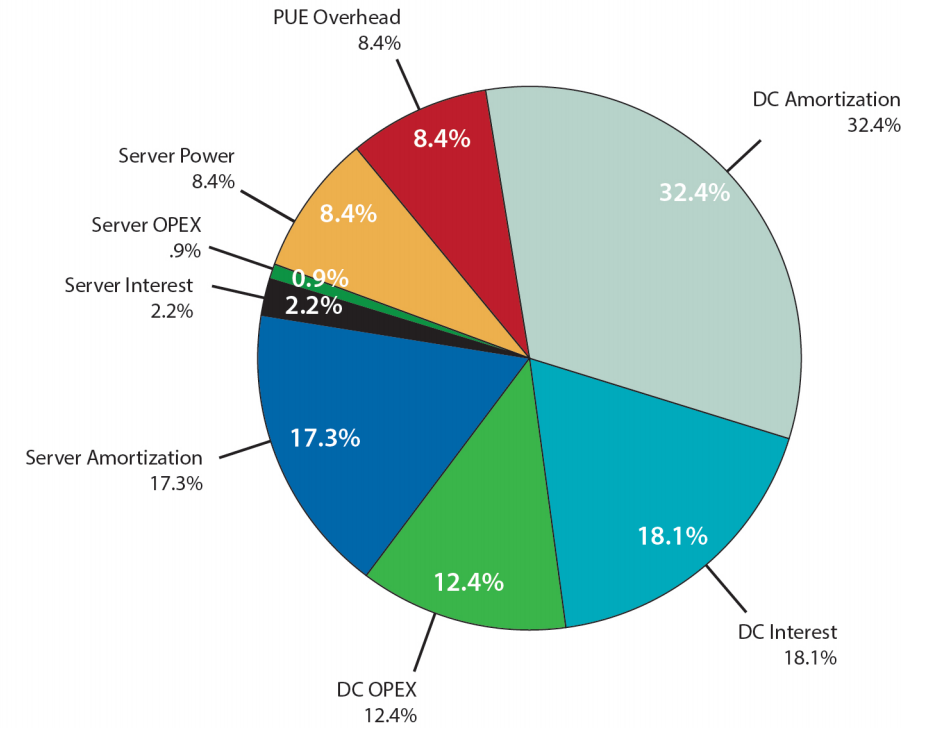 PUE Overhead
8.4%
DC Amortization
32.4%
8.4%
Server Power
8.4%
32.4%
8.4%
Server OPEX
.9%
0.9%
Server Interest
2.2%
2.2%
17.3%
Server Amortization
17.3%
18.1%
12.4%
DC Interest
18.1%
DC OPEX
12.4%